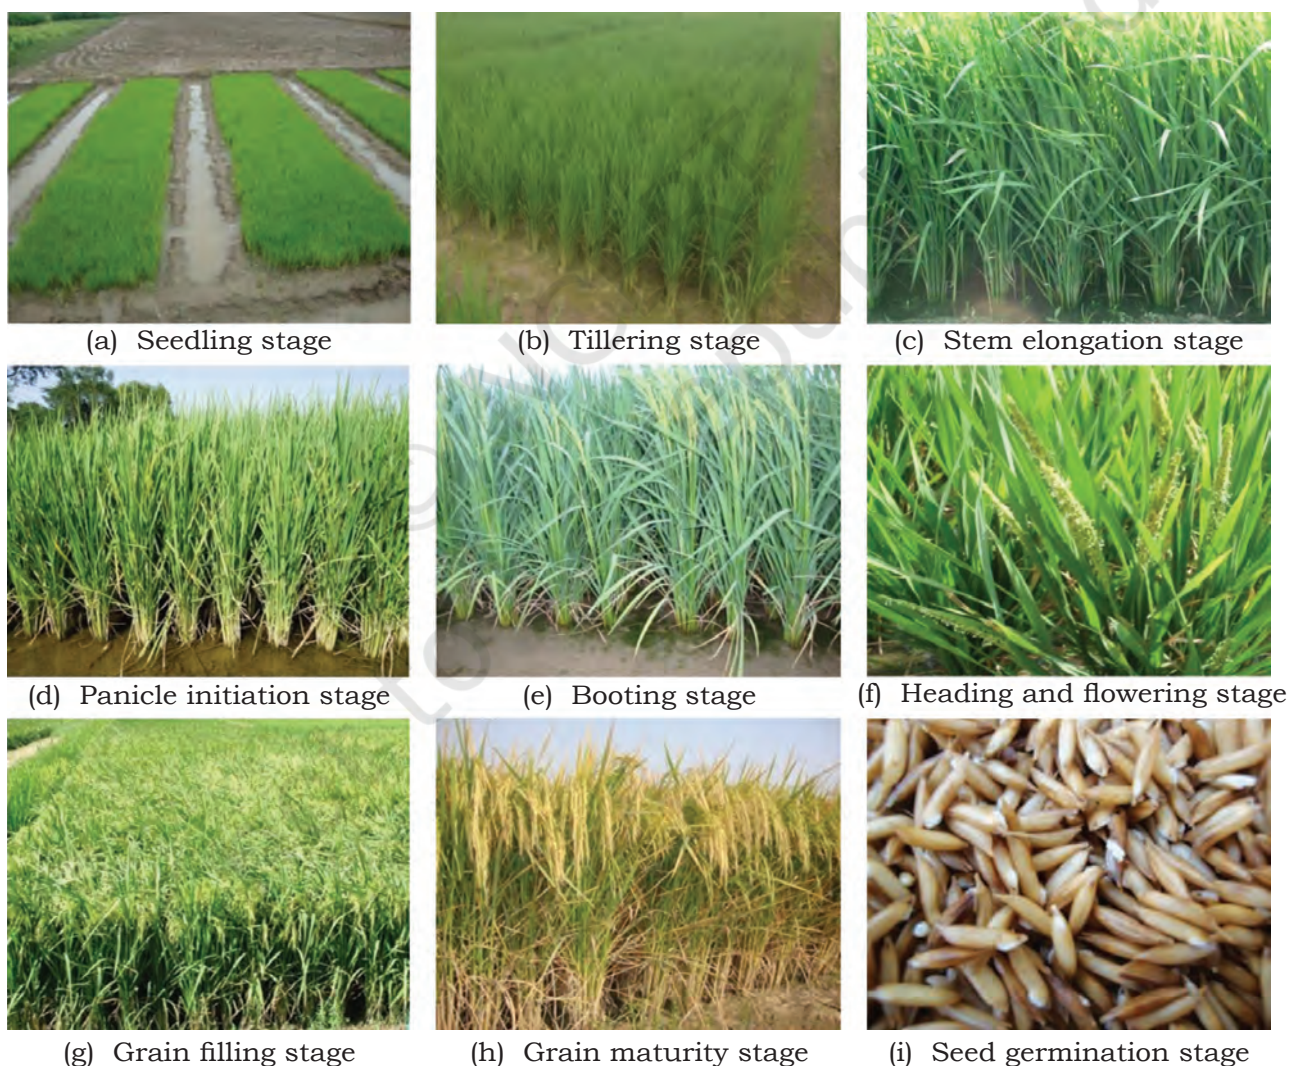 (a) Seedling stage
(b) Tillering stage
(c) Stem elongation stage
(d) Panicle initiation stage
(e) Booting stage
(f) Heading and flowering stage
(g) Grain filling stage
(h) Grain maturity stage
(i) Seed germination stage